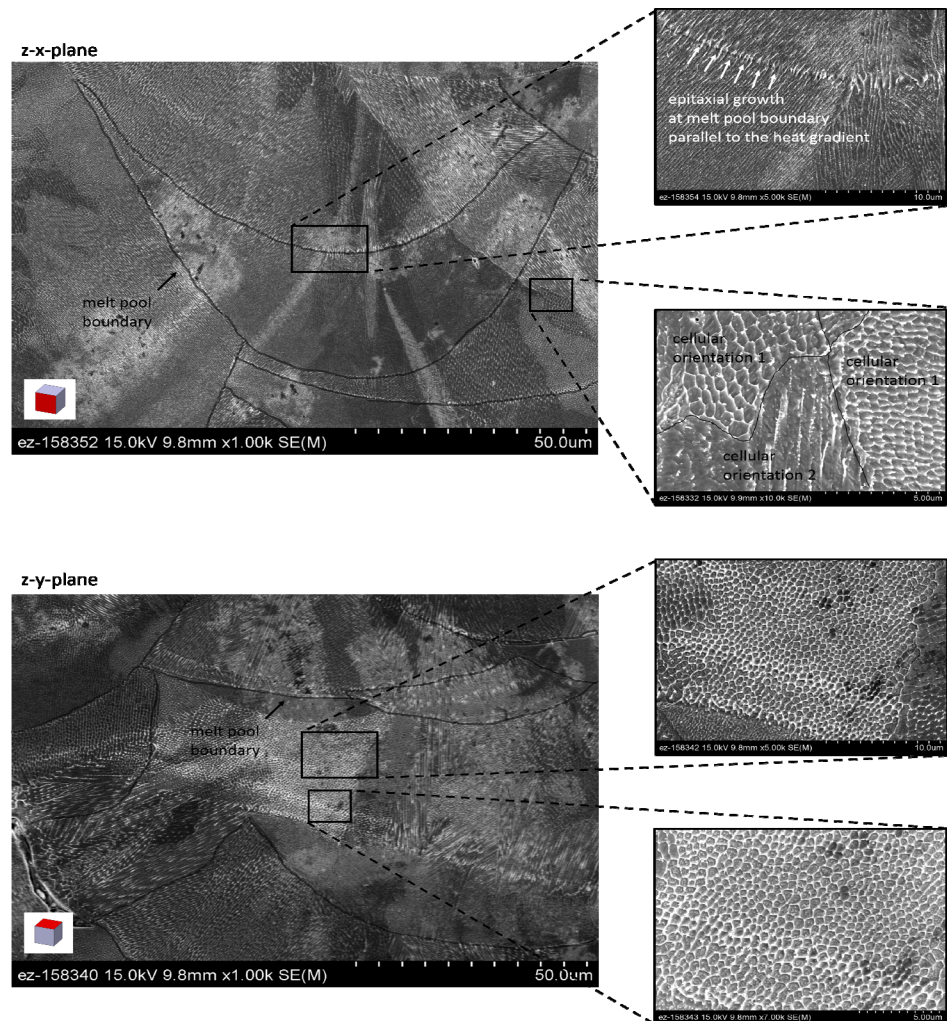 z-x-plane
melt pool
boundary
ez-158352 15.0kV 9.8mm x1.00k SE(M)
50.0um
epitaxial growth
at melt pool boundary
parallel to the heat gradient
ez-158354 15.0kV 9.8mm x5.00k SE(M)
10.0um
cellular
orientation 1
cellular
orientation 1
cellular
orientation 2
ez-158332 15.0kV 9.9mm x10.0k SE(M)
5.00um
z-y-plane
melt pool
boundary
ez-158340 15.0kV 9.8mm x1.00k SE(M)
50.0um
ez-158342 15.0kV 9.8mm x5.00k SE(M)
10.0um
ez-158343 15.0kV 9.8mm x7.00k SE(M)
5.00um